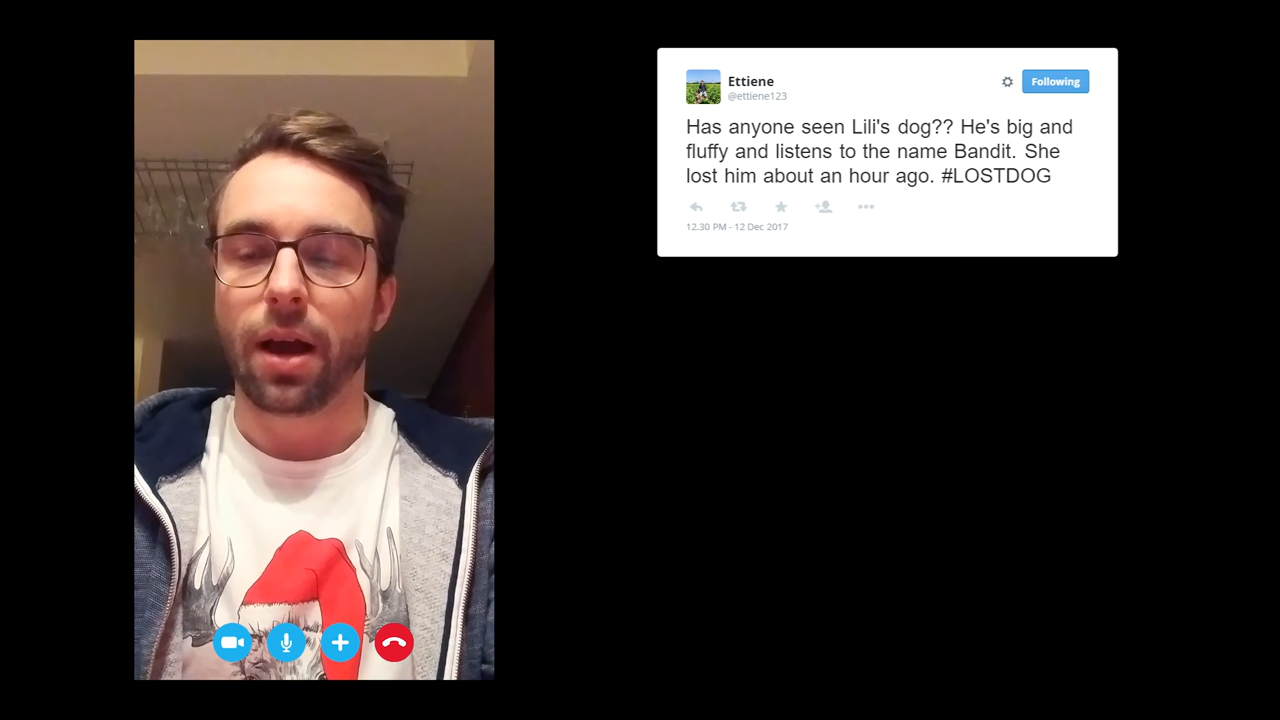 Ettiene
@ettiene123
Following
Has anyone seen Lili's dog?? He's big and
fluffy and listens to the name Bandit. She
lost him about an hour ago. #LOSTDOG
12.30 PM - 12 Dec 2017